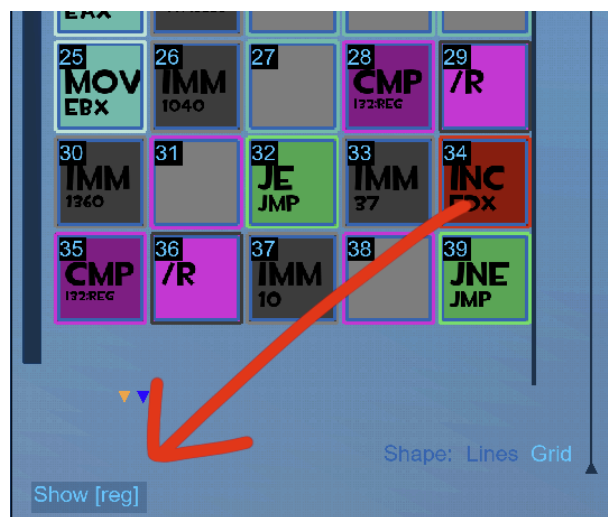 EAX
25 26 27 28 29
MOV IMM CMP /R
EBX 1040 I32:REG
30 31 32 33 34
IMM JE IMM INC
1360 JMP 37 EDX
35 36 37 38 39
CMP /R IMM JNE
I32:REG 10 JMP
Shape: Lines Grid
Show [reg]